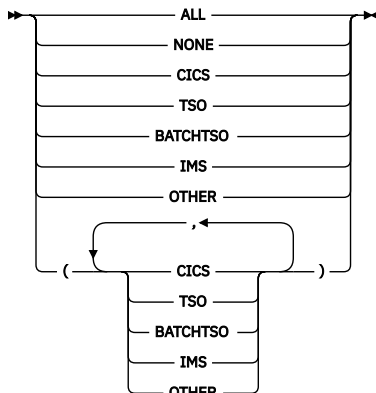 ALL
NONE
CICS
TSO
BATCHTSO
IMS
OTHER
,
( CICS )
TSO
BATCHTSO
IMS
OTHER